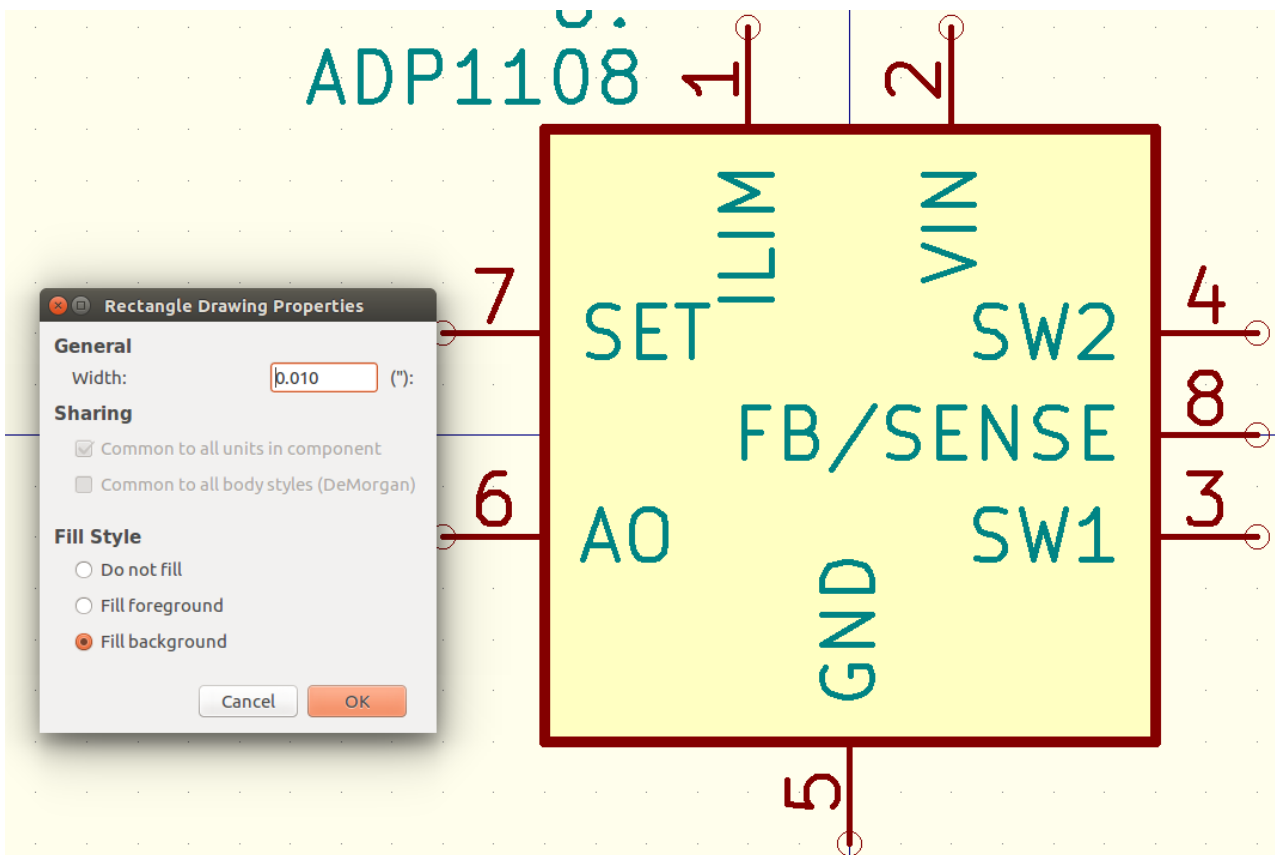 ADP1108
1
2
ILIM
VIN
7
SET
SW2
4
FB/SENSE
8
6
AO
SW1
3
GND
5
Rectangle Drawing Properties
General
Width: 0.010 ("):
Sharing
Common to all units in component
Common to all body styles (DeMorgan)
Fill Style
Do not fill
Fill foreground
Fill background
Cancel OK